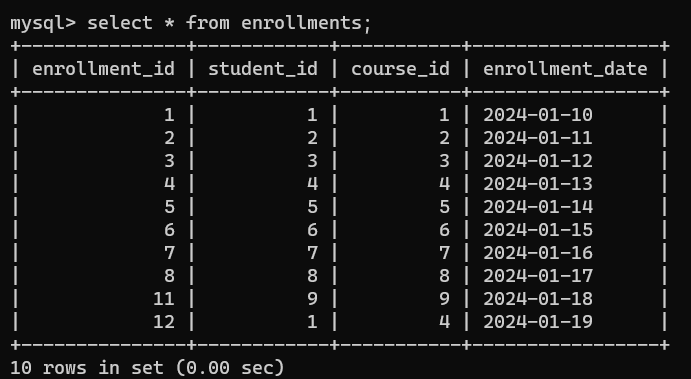 mysql> select * from enrollments;
+---------------+------------+-----------+-----------------+
| enrollment_id | student_id | course_id | enrollment_date |
+---------------+------------+-----------+-----------------+
|             1 |          1 |         1 | 2024-01-10      |
|             2 |          2 |         2 | 2024-01-11      |
|             3 |          3 |         3 | 2024-01-12      |
|             4 |          4 |         4 | 2024-01-13      |
|             5 |          5 |         5 | 2024-01-14      |
|             6 |          6 |         6 | 2024-01-15      |
|             7 |          7 |         7 | 2024-01-16      |
|             8 |          8 |         8 | 2024-01-17      |
|            11 |          9 |         9 | 2024-01-18      |
|            12 |          1 |         4 | 2024-01-19      |
+---------------+------------+-----------+-----------------+
10 rows in set (0.00 sec)